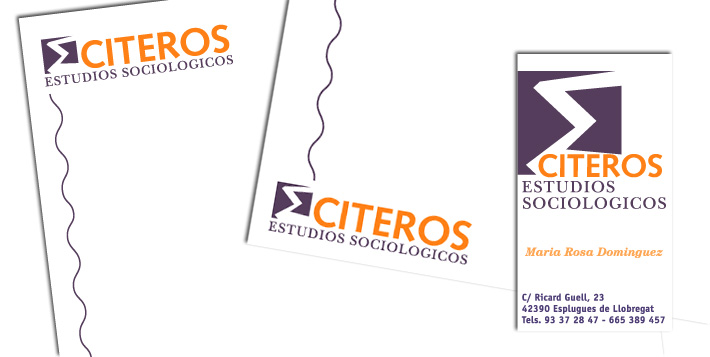 CITEROS
ESTUDIOS SOCIOLOGICOS
CITEROS
ESTUDIOS SOCIOLOGICOS
CITEROS
ESTUDIOS
SOCIOLOGICOS
Maria Rosa Dominguez
C/ Ricard Guell, 23
42390 Esplugues de Llobregat
Tels. 93 37 28 47 - 665 389 457